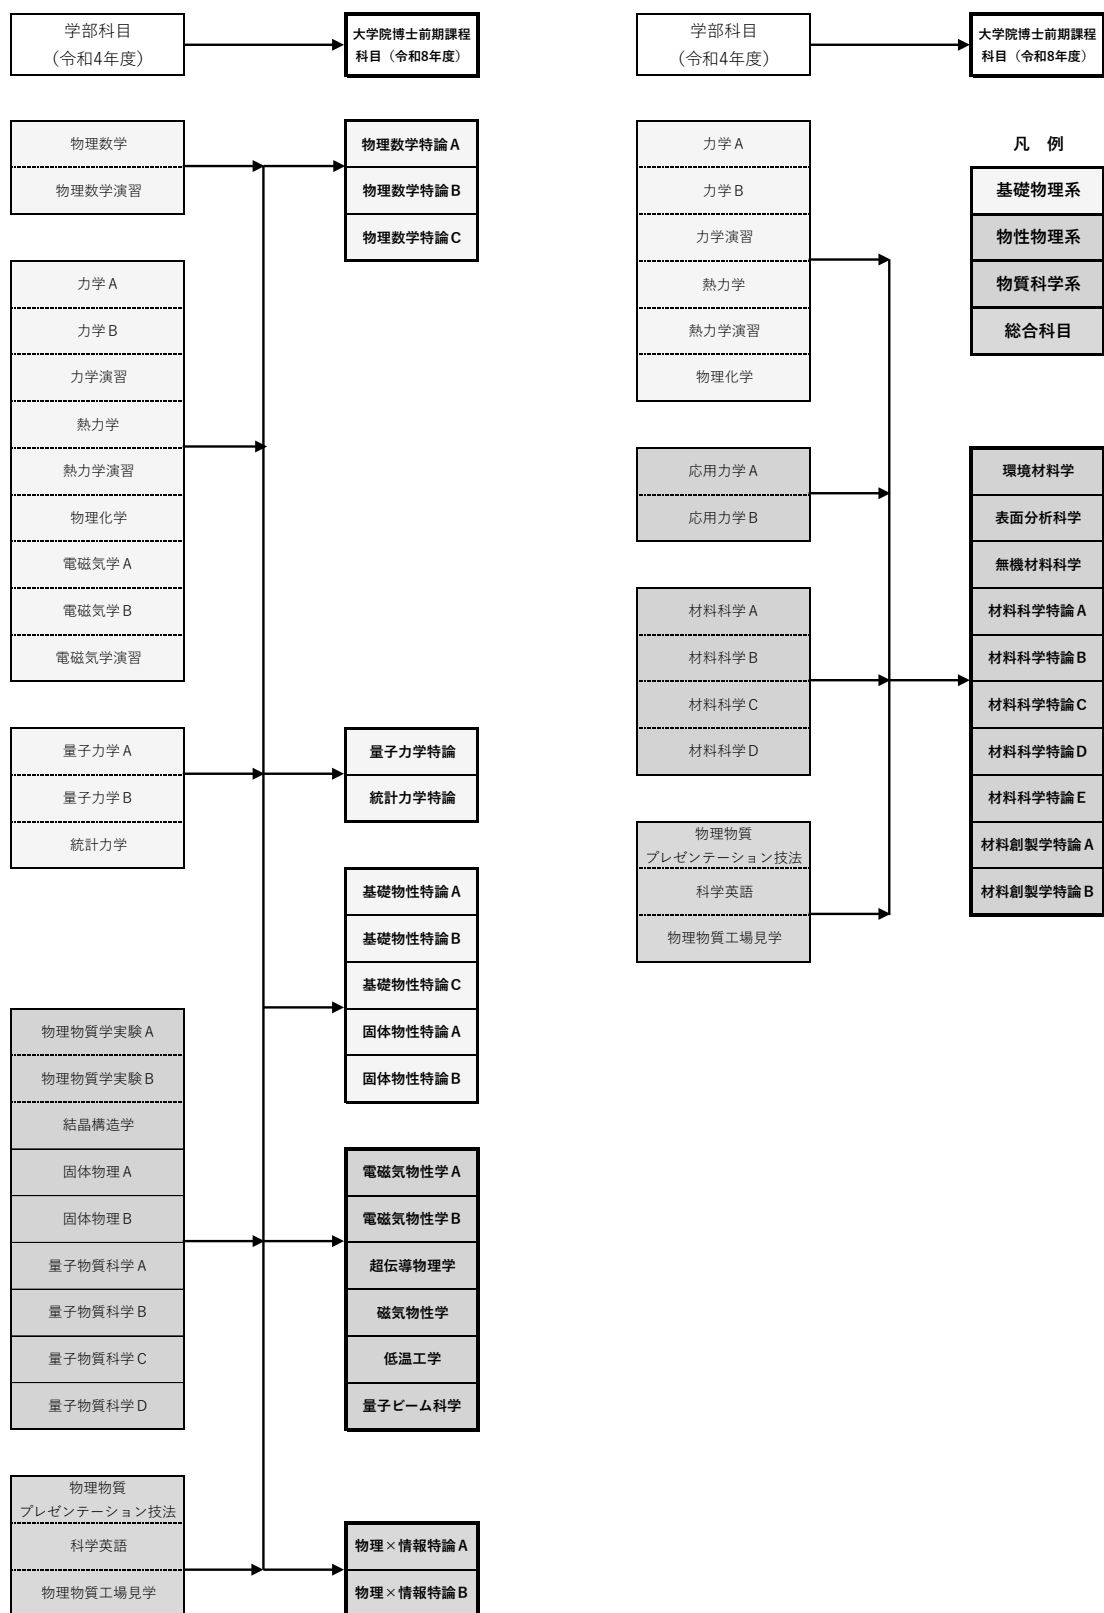 学部科目
（令和4年度）
大学院博士前期課程
科目（令和8年度）
物理数学
物理数学演習
物理数学特論A
物理数学特論B
物理数学特論C
力学A
力学B
力学演習
熱力学
熱力学演習
物理化学
電磁気学A
電磁気学B
電磁気学演習
量子力学A
量子力学B
統計力学
量子力学特論
統計力学特論
基礎物性特論A
基礎物性特論B
基礎物性特論C
固体物性特論A
固体物性特論B
物理物質学実験A
物理物質学実験B
結晶構造学
固体物理A
固体物理B
量子物質科学A
量子物質科学B
量子物質科学C
量子物質科学D
電磁気物性学A
電磁気物性学B
超伝導物理学
磁気物性学
低温工学
量子ビーム科学
物理物質
プレゼンテーション技法
科学英語
物理物質工場見学
物理×情報特論A
物理×情報特論B
学部科目
（令和4年度）
大学院博士前期課程
科目（令和8年度）
力学A
力学B
力学演習
熱力学
熱力学演習
物理化学
凡　例
基礎物理系
物性物理系
物質科学系
総合科目
応用力学A
応用力学B
材料科学A
材料科学B
材料科学C
材料科学D
物理物質
プレゼンテーション技法
科学英語
物理物質工場見学
環境材料学
表面分析科学
無機材料科学
材料科学特論A
材料科学特論B
材料科学特論C
材料科学特論D
材料科学特論E
材料創製学特論A
材料創製学特論B